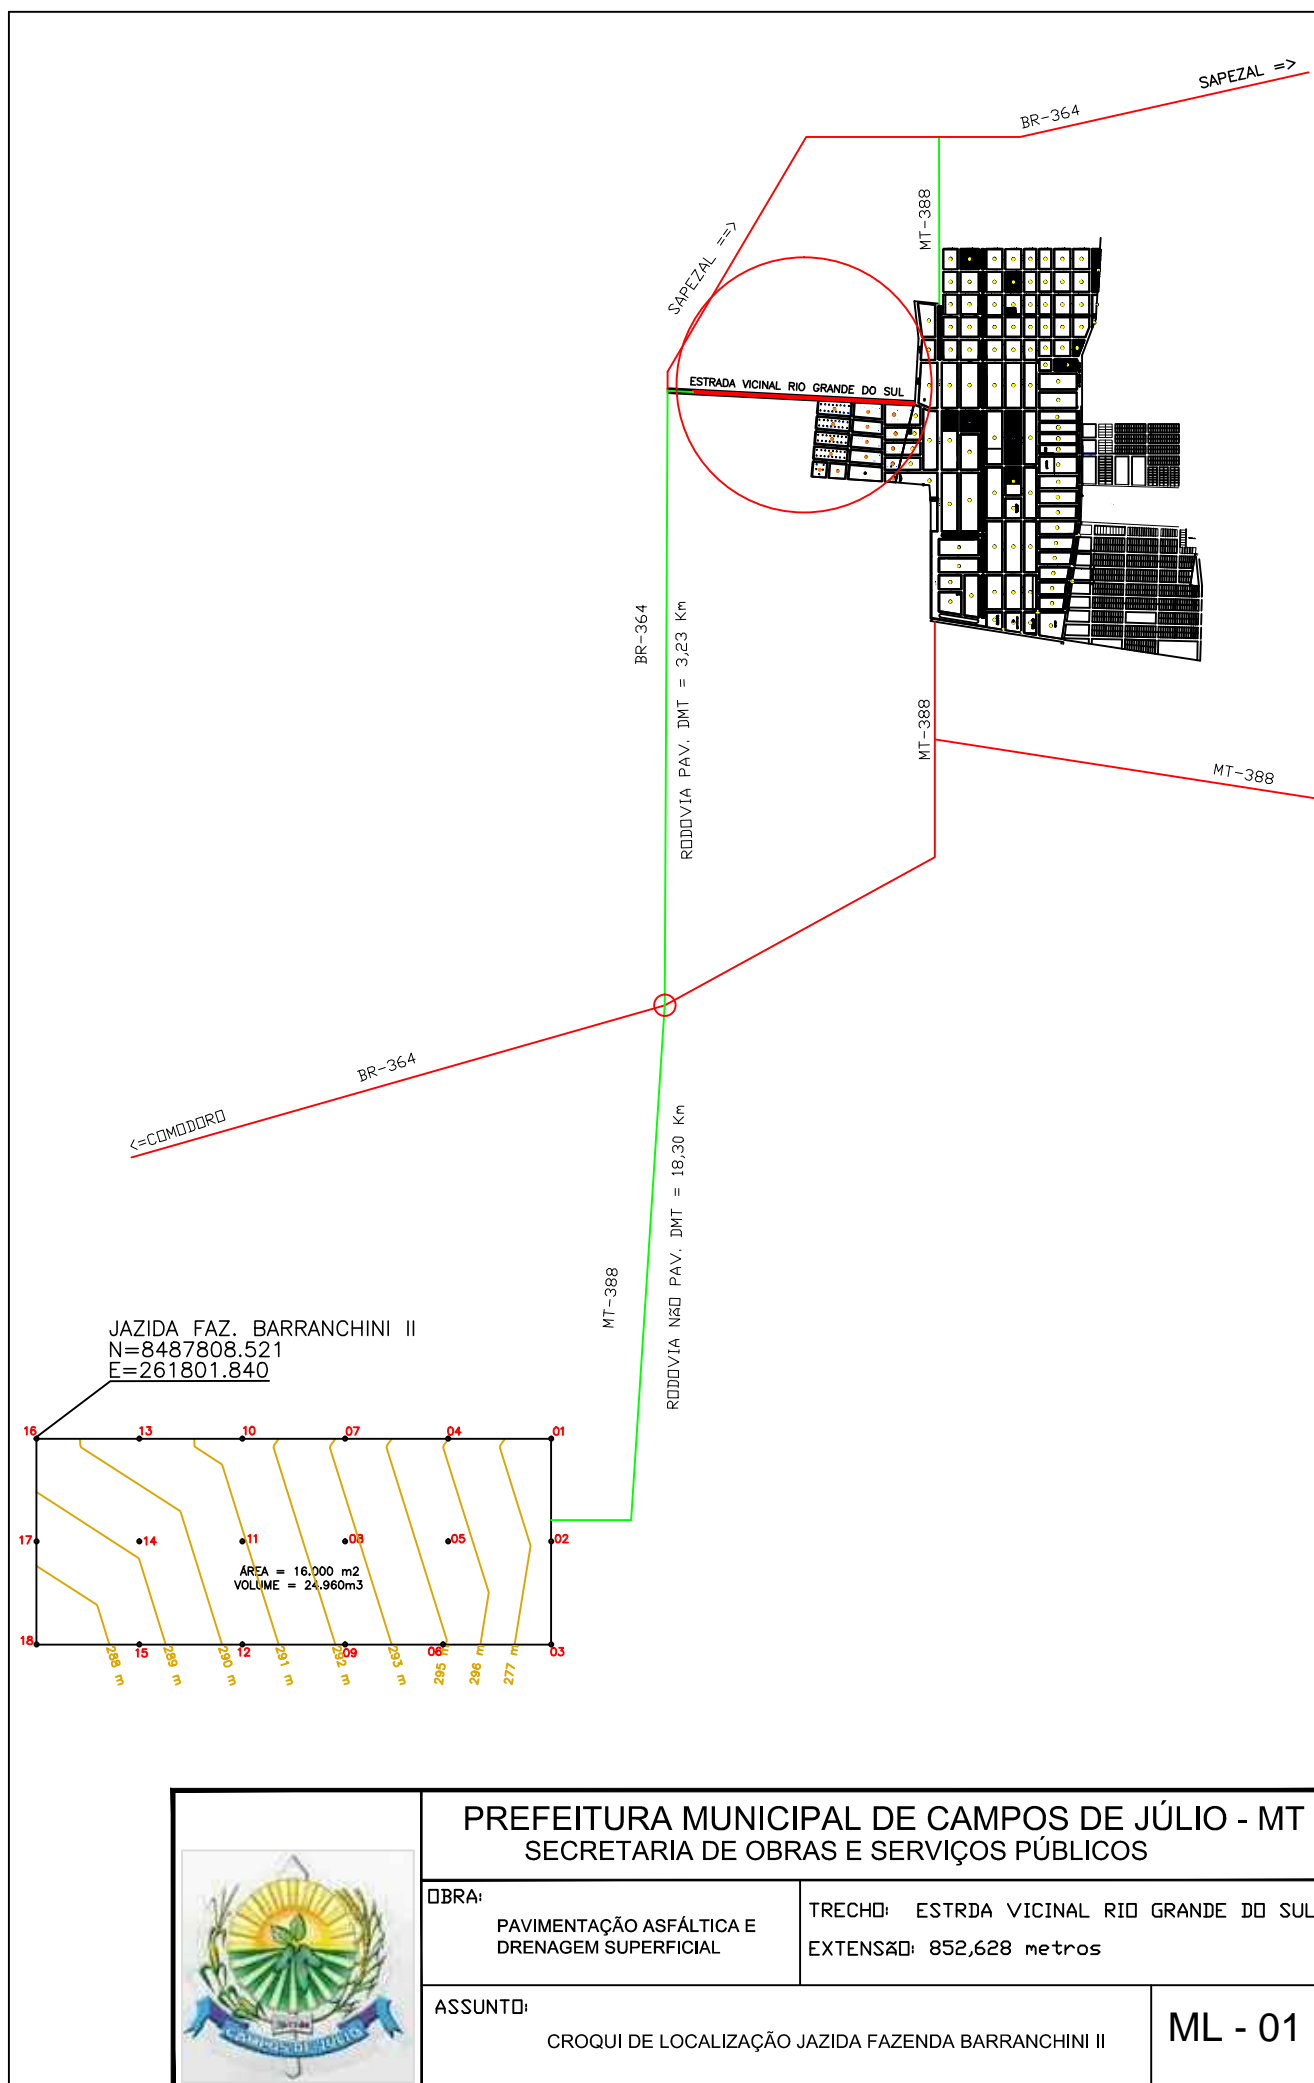 SAPEZAL =>
BR-364
MT-388
SAPEZAL ==>
ESTRADA VICINAL RIO GRANDE DO SUL
BR-364
RODOVIA PAV. DMT = 3,23 Km
MT-388
MT-388
BR-364
<=COMODORO
RODOVIA NÃO PAV. DMT = 18,30 Km
MT-388
JAZIDA FAZ. BARRANCHINI II
N=8487808.521
E=261801.840
16 13 10 07 04 01
17 14 11 08 05 02
ÁREA = 16.000 m2
VOLUME = 24.960m3
18 15 12 09 06 03
288 m 289 m 290 m 291 m 292 m 293 m 295 m 296 m 277 m
PREFEITURA MUNICIPAL DE CAMPOS DE JÚLIO - MT
SECRETARIA DE OBRAS E SERVIÇOS PÚBLICOS
OBRA:
PAVIMENTAÇÃO ASFÁLTICA E
DRENAGEM SUPERFICIAL
TRECHO: ESTRDA VICINAL RIO GRANDE DO SUL
EXTENSÃO: 852,628 metros
ASSUNTO:
CROQUI DE LOCALIZAÇÃO JAZIDA FAZENDA BARRANCHINI II
ML - 01
CAMPOS DE JÚLIO